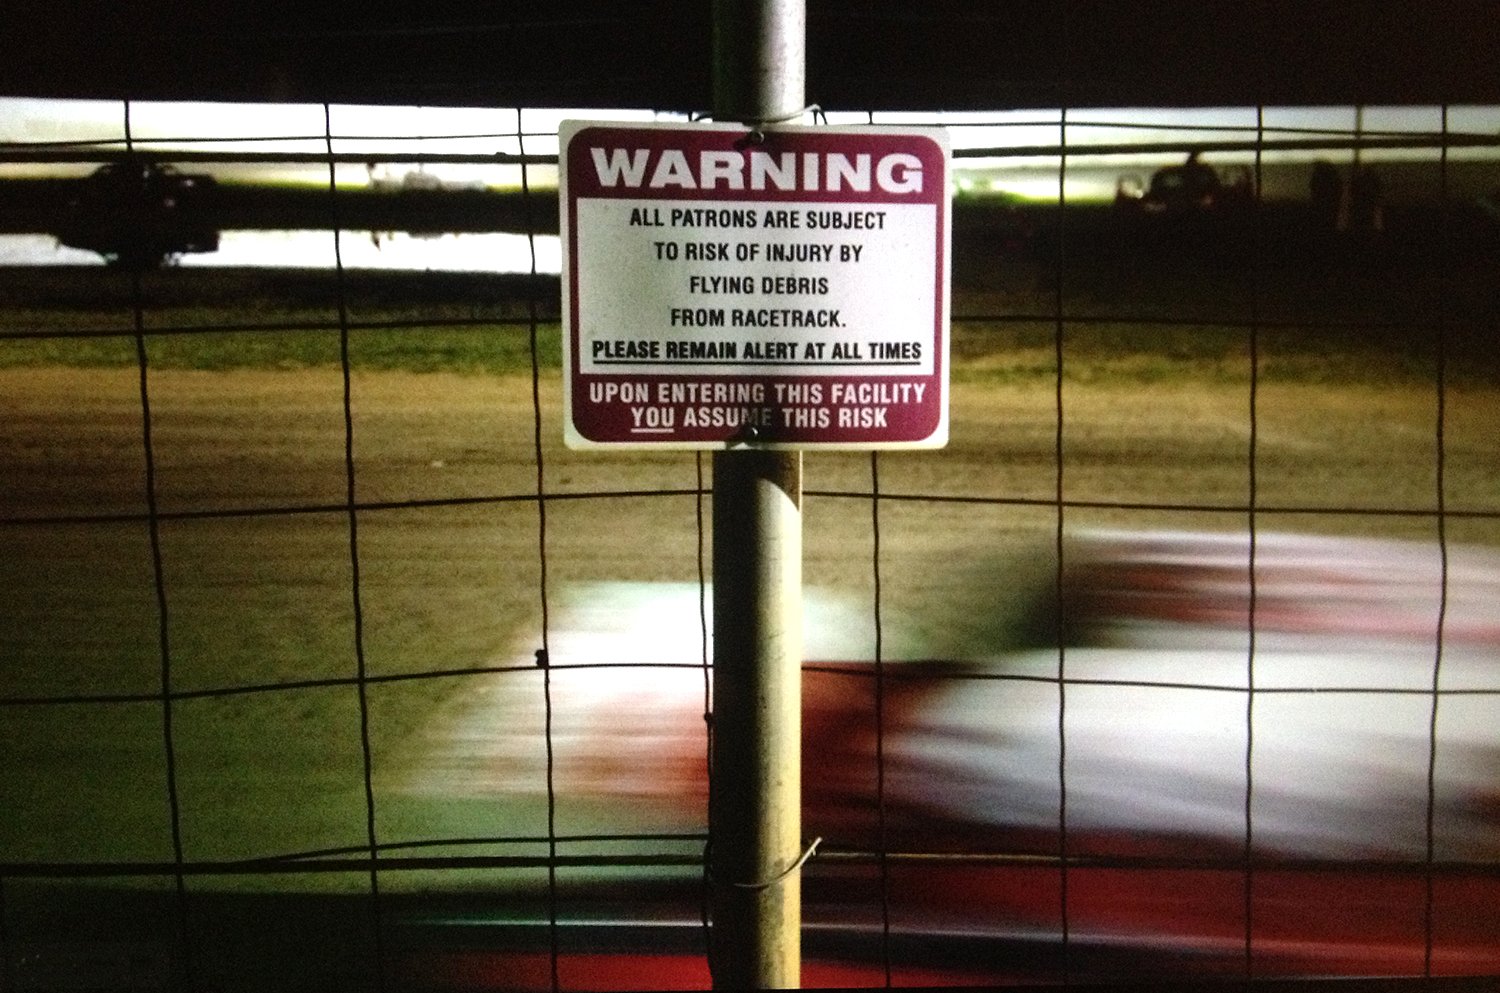 WARNING
ALL PATRONS ARE SUBJECT
TO RISK OF INJURY BY
FLYING DEBRIS
FROM RACETRACK.
PLEASE REMAIN ALERT AT ALL TIMES
UPON ENTERING THIS FACILITY
YOU ASSUME THIS RISK